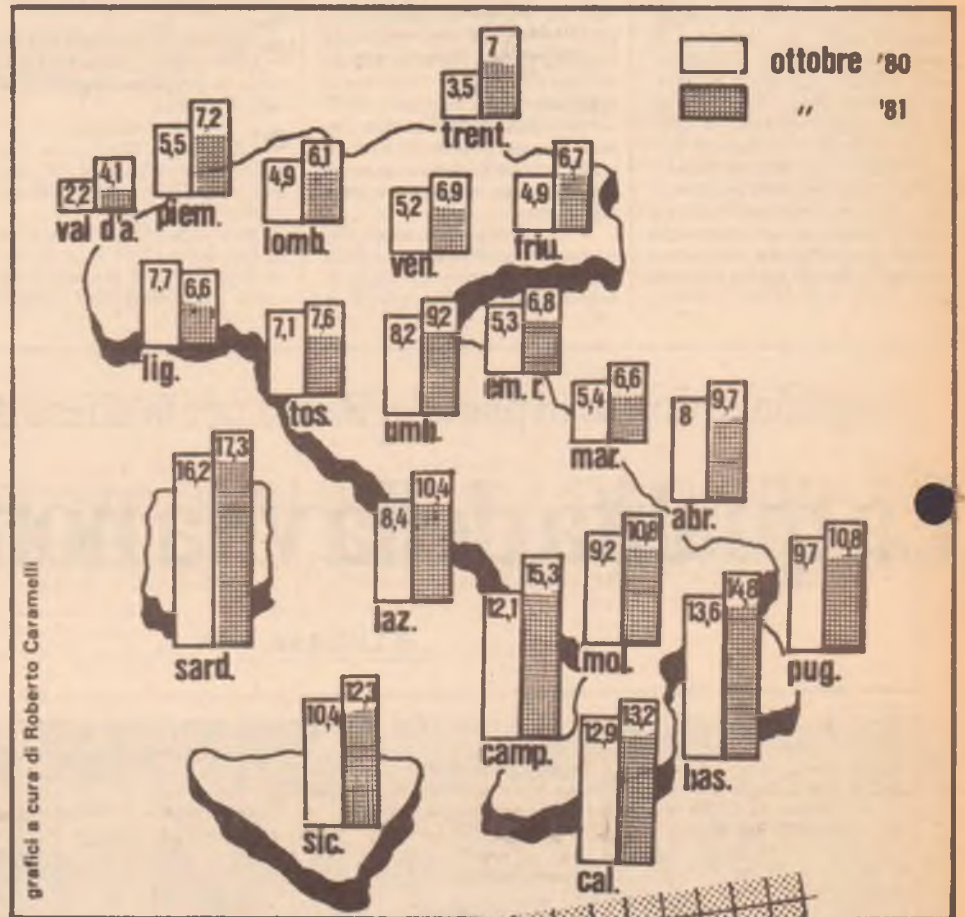 ottobre '80
" '81
3,5 7
trent.
5,5 7,2
piem.
2,2 4,1
val d'a.
4,9 6,1
lomb.
5,2 6,9
ven.
4,9 6,7
friu.
7,7 6,6
lig.
7,1 7,6
tos.
8,2 9,2
umb.
5,3 6,8
em. r.
5,4 6,6
mar.
8 9,7
abr.
16,2 17,3
sard.
8,4 10,4
laz.
12,1 15,3
camp.
9,2 10,8
mol.
13,6 14,8
bas.
9,7 10,8
pug.
10,4 12,3
sic.
12,9 13,2
cal.
grafici a cura di Roberto Caramelli